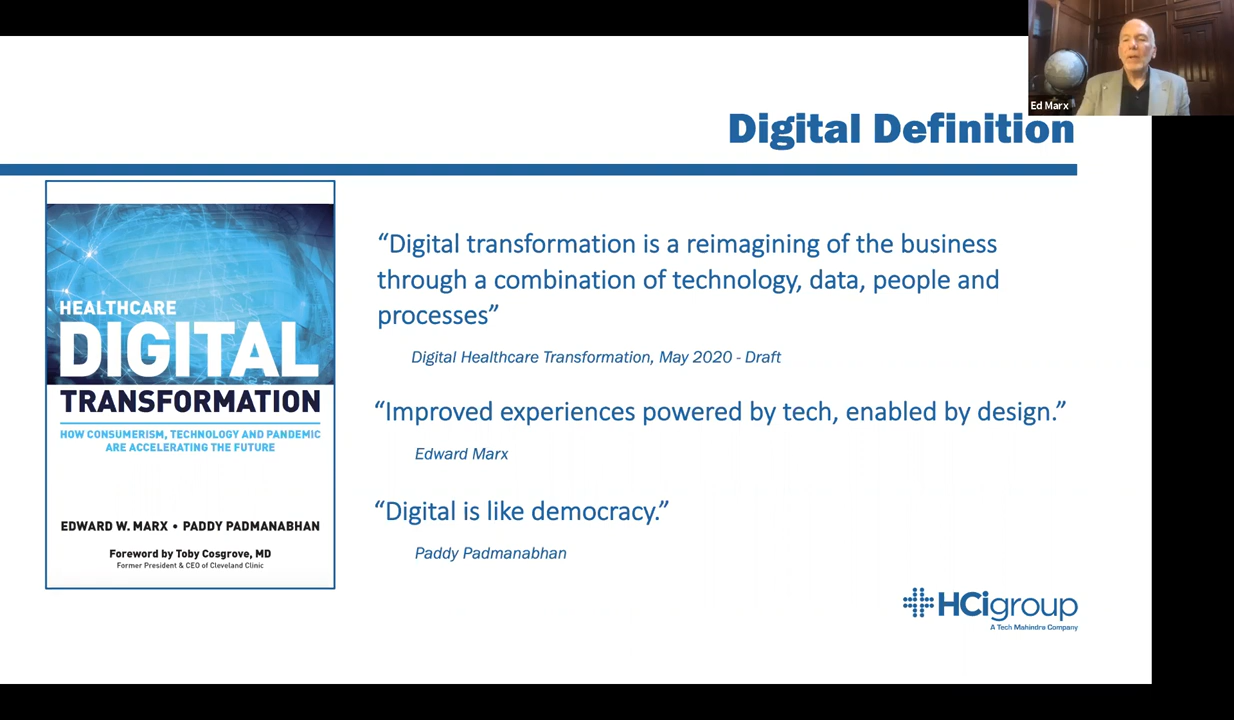 Ed Marx
Digital Definition
HEALTHCARE
DIGITAL
TRANSFORMATION
HOW CONSUMERISM, TECHNOLOGY AND PANDEMIC
ARE ACCELERATING THE FUTURE
EDWARD W. MARX • PADDY PADMANABHAN
Foreword by Toby Cosgrove, MD
Former President & CEO of Cleveland Clinic
“Digital transformation is a reimagining of the business
through a combination of technology, data, people and
processes”
Digital Healthcare Transformation, May 2020 - Draft
“Improved experiences powered by tech, enabled by design.”
Edward Marx
“Digital is like democracy.”
Paddy Padmanabhan
HCigroup
A Tech Mahindra Company